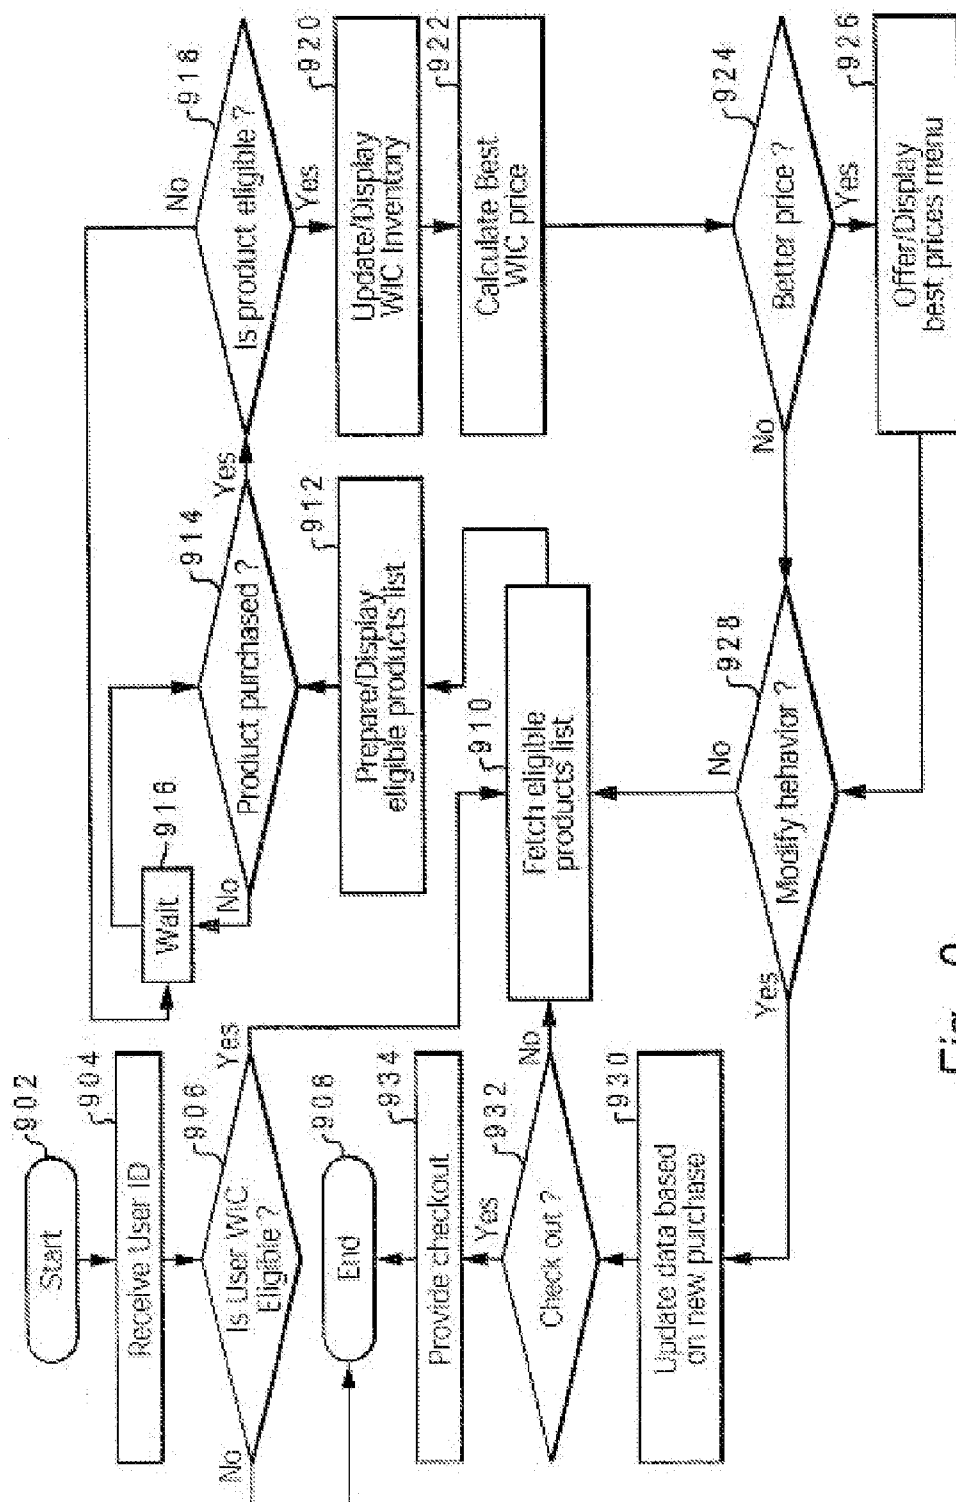 902
Start
904
Receive User ID
906
Is User WIC
Eligible ?
No
Yes
908
End
934
Provide checkout
932
Check out ?
Yes
No
930
Update data based
on new purchase
916
Wait
914
Product purchased ?
No
Yes
912
Prepare/Display
eligible products list
910
Fetch eligible
products list
928
Modify behavior ?
No
Yes
918
Is product eligible ?
No
Yes
920
Update/Display
WIC Inventory
922
Calculate Best
WIC price
924
Better price ?
No
Yes
926
Offer/Display
best prices menu